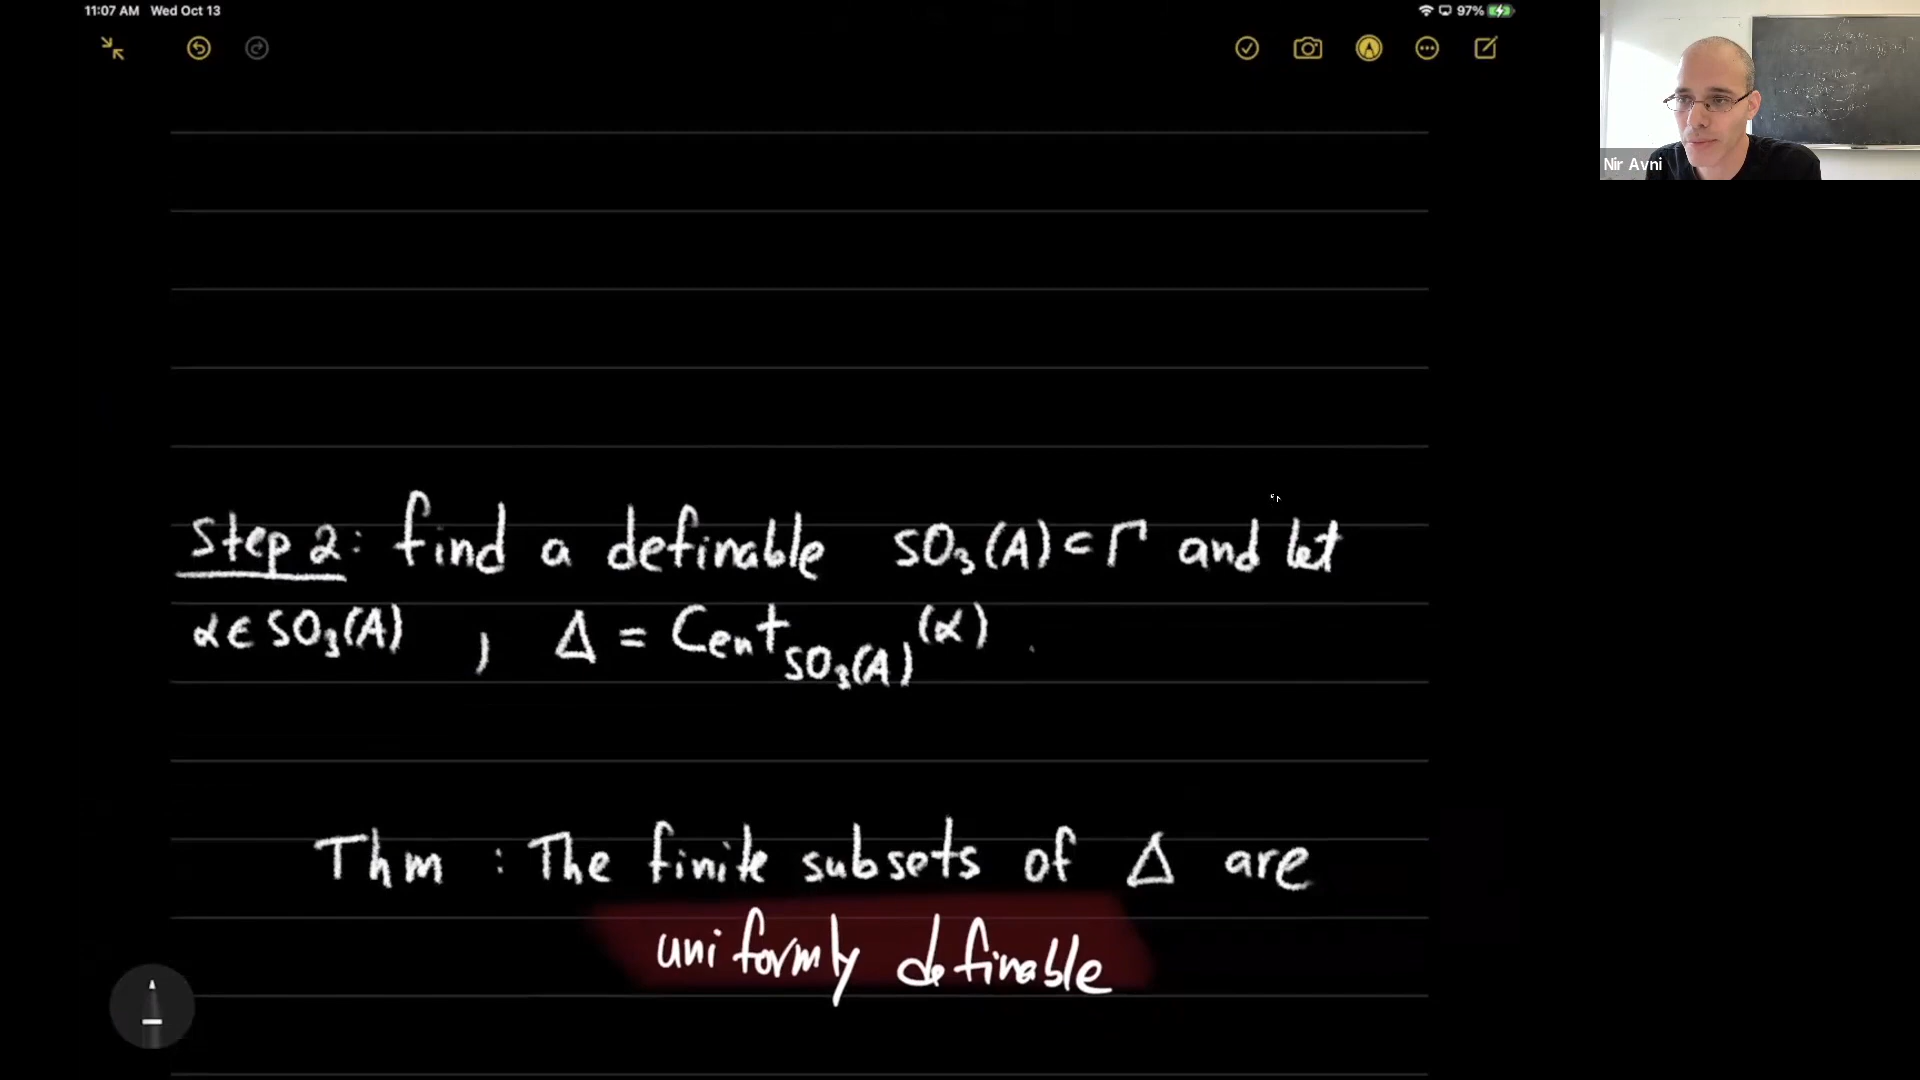 11:07 AM Wed Oct 13
97%
Nir Avni
Step 2: find a definable SO₃(A) ⊂ Γ and let
α ∈ SO₃(A) , Δ = Cent_{SO₃(A)}(α) .
Thm : The finite subsets of Δ are
uniformly definable